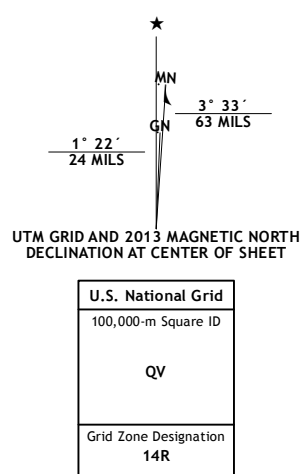 ★
MN
3° 33´
63 MILS
GN
1° 22´
24 MILS
UTM GRID AND 2013 MAGNETIC NORTH
DECLINATION AT CENTER OF SHEET
U.S. National Grid
100,000-m Square ID
QV
Grid Zone Designation
14R